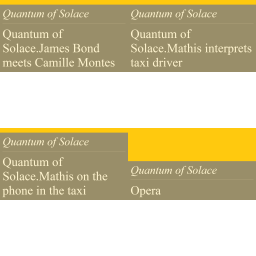 Quantum of Solace
Quantum of
Solace.James Bond
meets Camille Montes
Quantum of Solace
Quantum of
Solace.Mathis interprets
taxi driver
Quantum of Solace
Quantum of
Solace.Mathis on the
phone in the taxi
Quantum of Solace
Opera